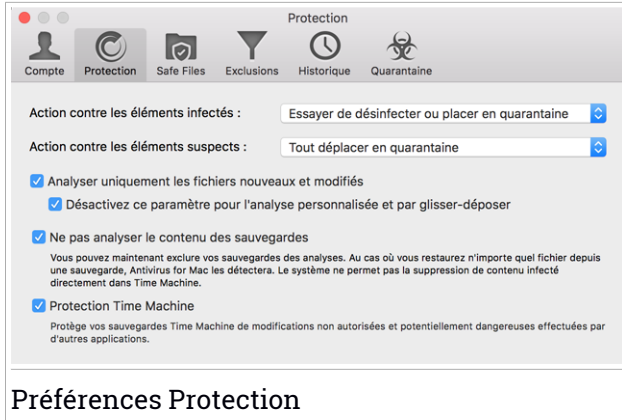 Protection
Compte
Protection
Safe Files
Exclusions
Historique
Quarantaine
Action contre les éléments infectés :
Essayer de désinfecter ou placer en quarantaine
Action contre les éléments suspects :
Tout déplacer en quarantaine
Analyser uniquement les fichiers nouveaux et modifiés
Désactivez ce paramètre pour l'analyse personnalisée et par glisser-déposer
Ne pas analyser le contenu des sauvegardes
Vous pouvez maintenant exclure vos sauvegardes des analyses. Au cas où vous restaurez n'importe quel fichier depuis
une sauvegarde, Antivirus for Mac les détectera. Le système ne permet pas la suppression de contenu infecté
directement dans Time Machine.
Protection Time Machine
Protège vos sauvegardes Time Machine de modifications non autorisées et potentiellement dangereuses effectuées par
d'autres applications.
Préférences Protection